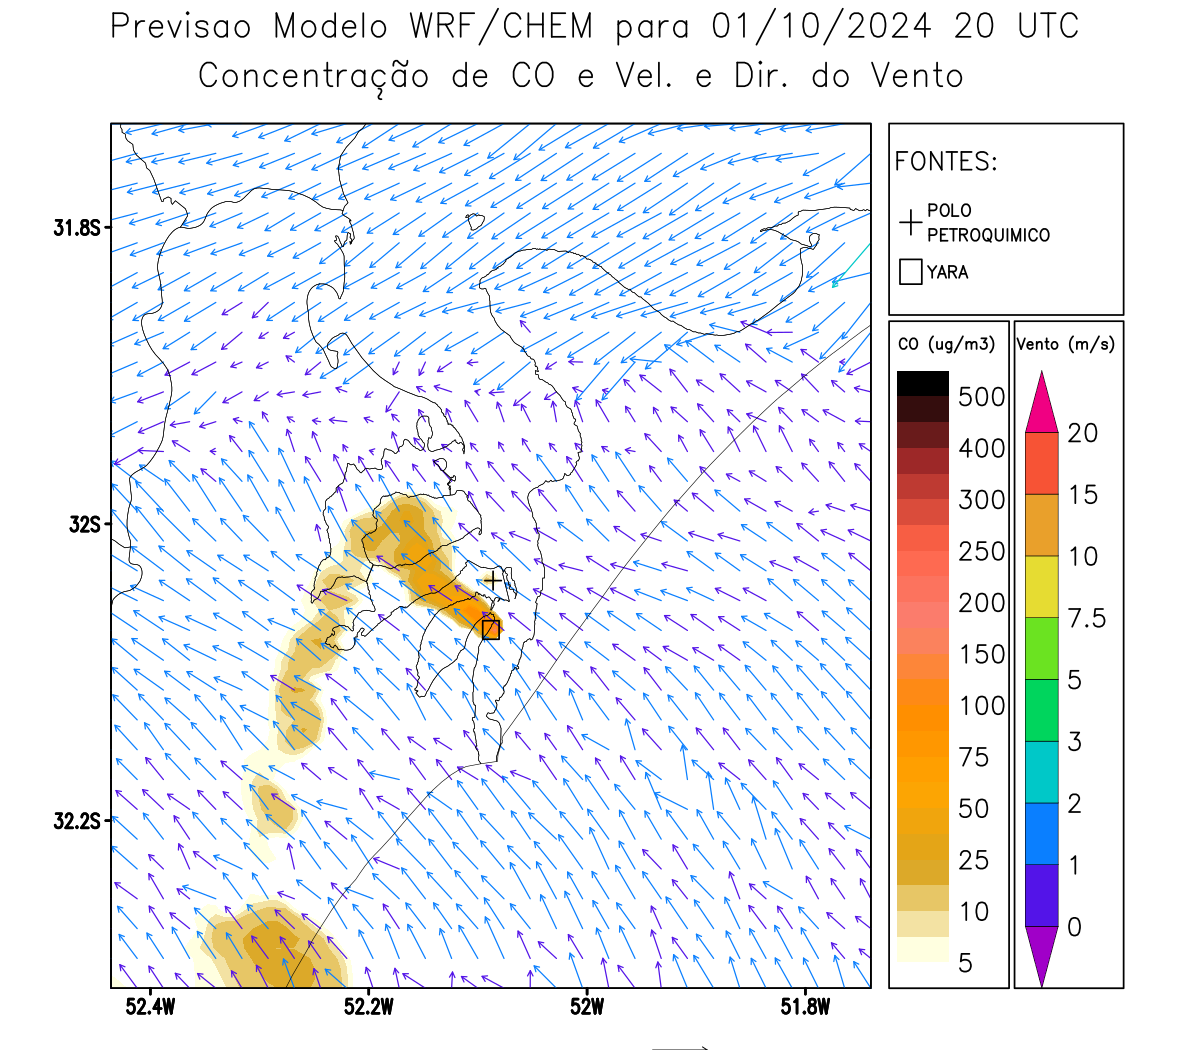 Previsao Modelo WRF/CHEM para 01/10/2024 20 UTC
Concentração de CO e Vel. e Dir. do Vento
FONTES:
POLO
PETROQUIMICO
YARA
CO (ug/m3)
500
400
300
250
200
150
100
75
50
25
10
5
Vento (m/s)
20
15
10
7.5
5
3
2
1
0
31.8S
32S
32.2S
52.4W
52.2W
52W
51.8W